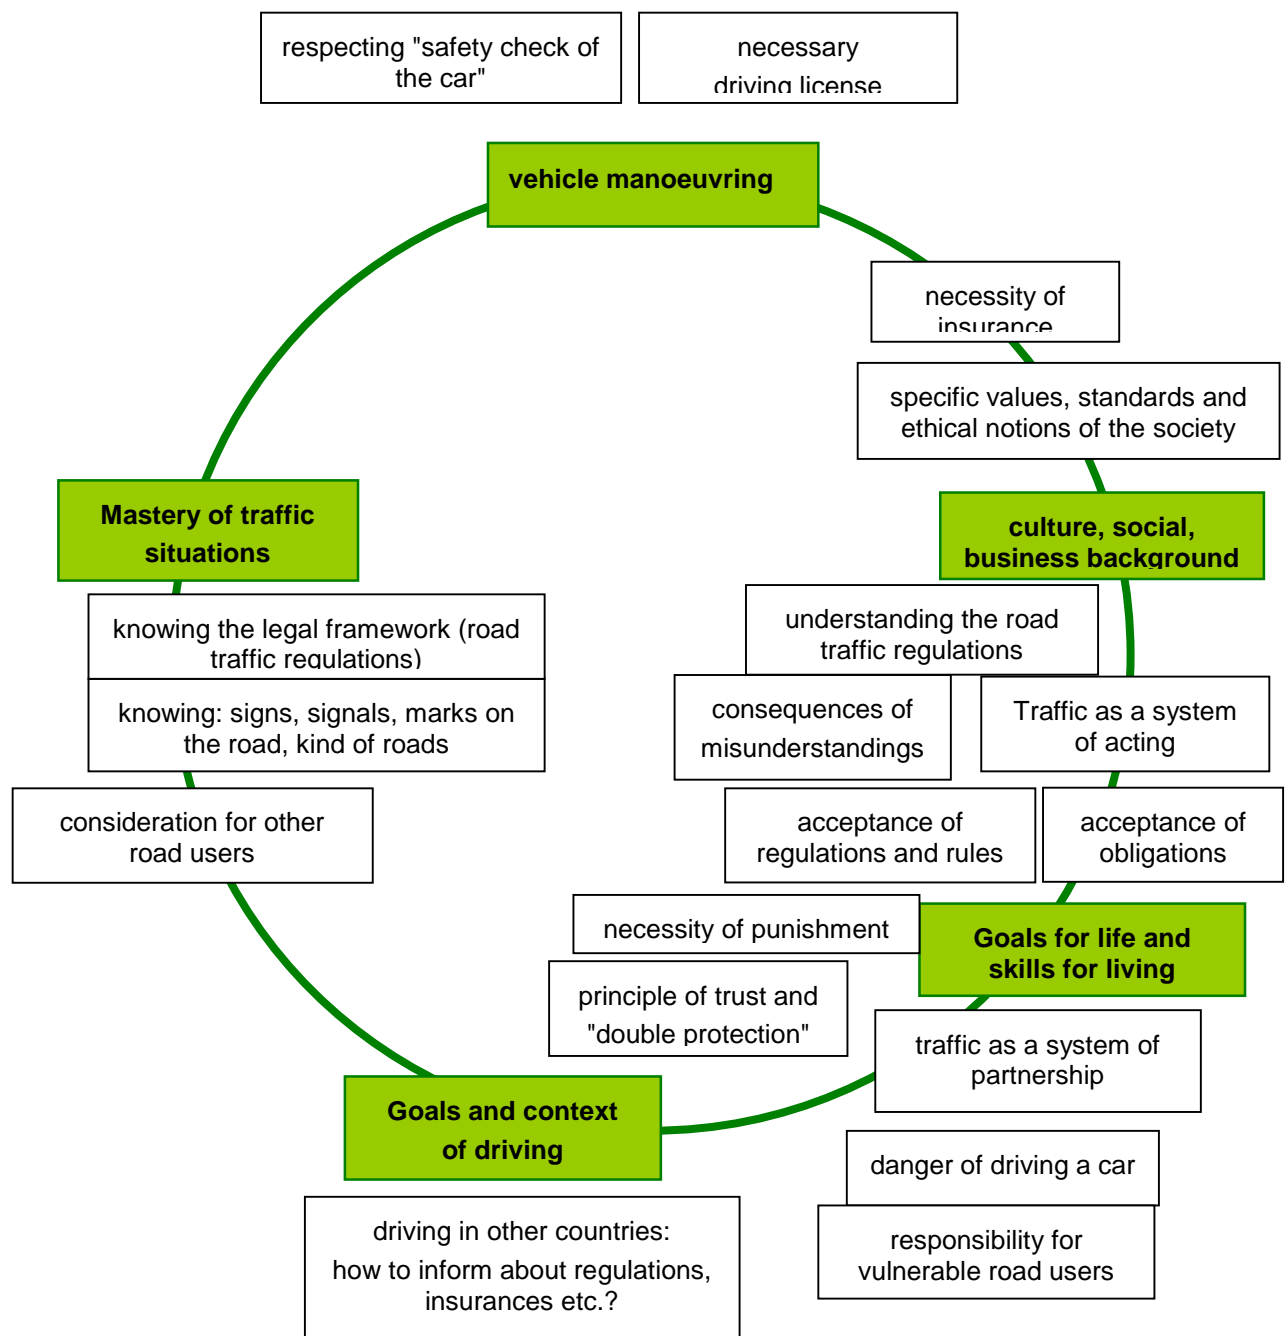 respecting "safety check of
the car"
necessary
driving license
vehicle manoeuvring
necessity of
insurance
specific values, standards and
ethical notions of the society
Mastery of traffic
situations
culture, social,
business background
knowing the legal framework (road
traffic regulations)
understanding the road
traffic regulations
knowing: signs, signals, marks on
the road, kind of roads
consequences of
misunderstandings
Traffic as a system
of acting
consideration for other
road users
acceptance of
regulations and rules
acceptance of
obligations
necessity of punishment
Goals for life and
skills for living
principle of trust and
"double protection"
traffic as a system of
partnership
Goals and context
of driving
danger of driving a car
driving in other countries:
how to inform about regulations,
insurances etc.?
responsibility for
vulnerable road users